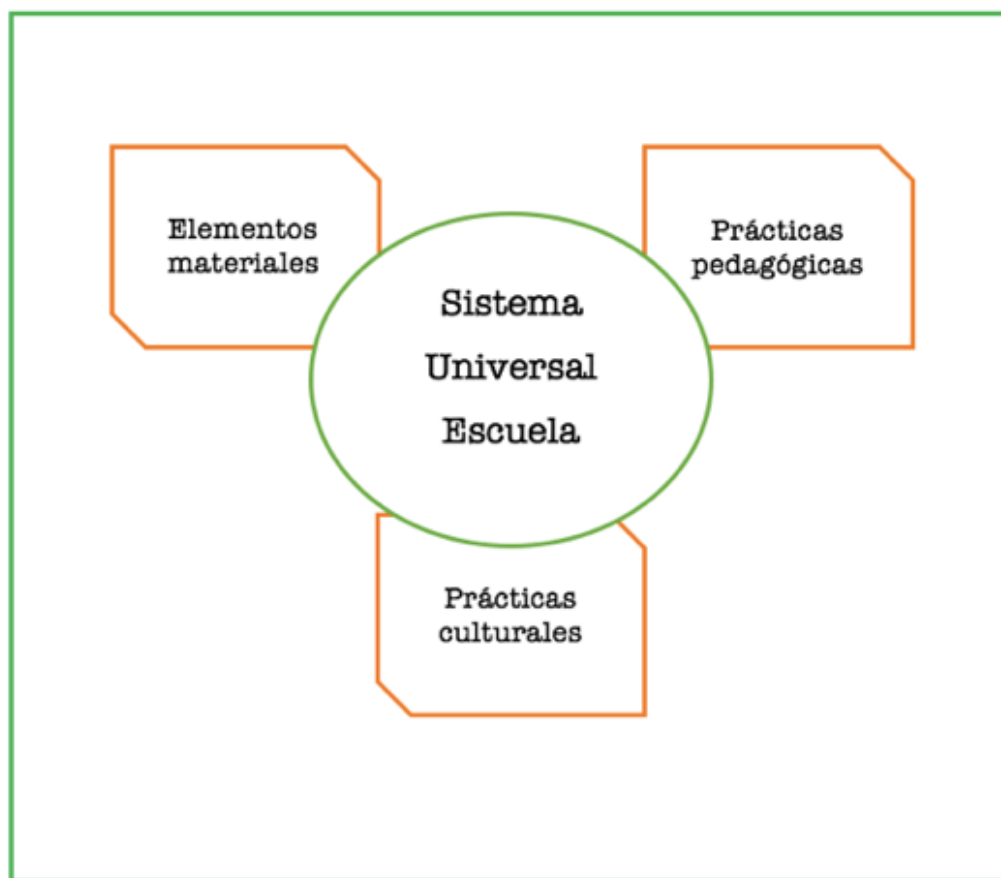 Elementos
materiales
Prácticas
pedagógicas
Sistema
Universal
Escuela
Prácticas
culturales